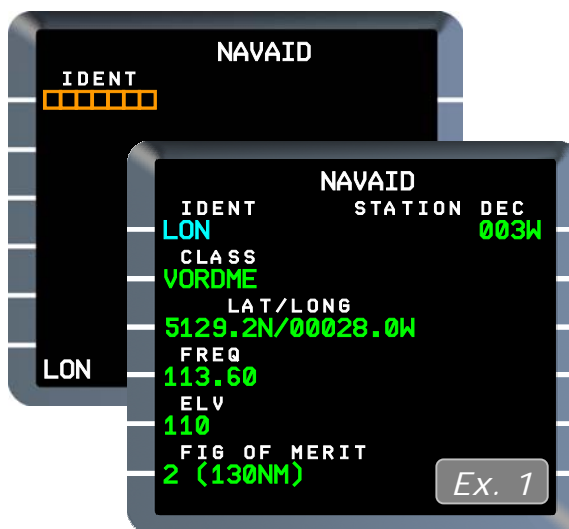 NAVAID
IDENT
LON
NAVAID
IDENT STATION DEC
LON 003W
CLASS
VORDME
LAT/LONG
5129.2N/00028.0W
FREQ
113.60
ELV
110
FIG OF MERIT
2 (130NM)
Ex. 1